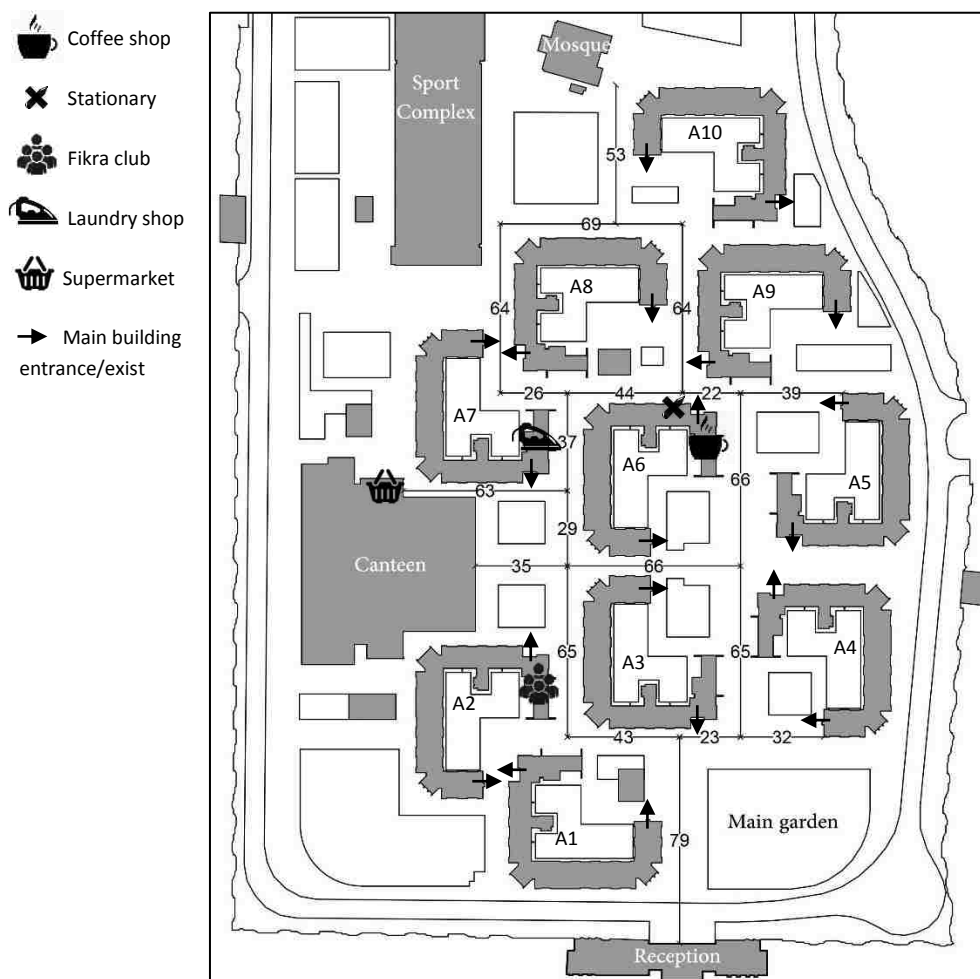 Coffee shop
Stationary
Fikra club
Laundry shop
Supermarket
Main building
entrance/exist
Mosque
Sport
Complex
A10
53
69
A8
A9
64
64
26
44
22
39
A7
A6
A5
37
66
63
29
Canteen
35
66
A3
A4
65
65
A2
43
23
32
A1
79
Main garden
Reception